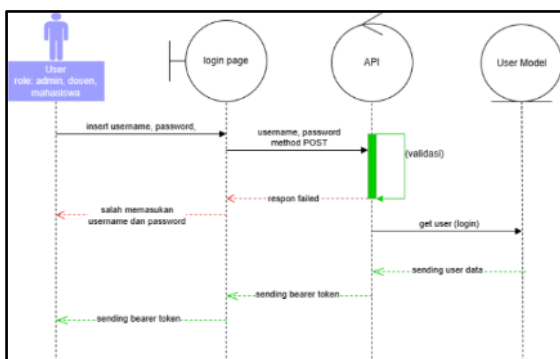 User
role: admin, dosen,
mahasiswa
login page
API
User Model
insert username, password,
username, password
method POST
(validasi)
respon failed
salah memasukan
username dan password
get user (login)
sending user data
sending bearer token
sending bearer token